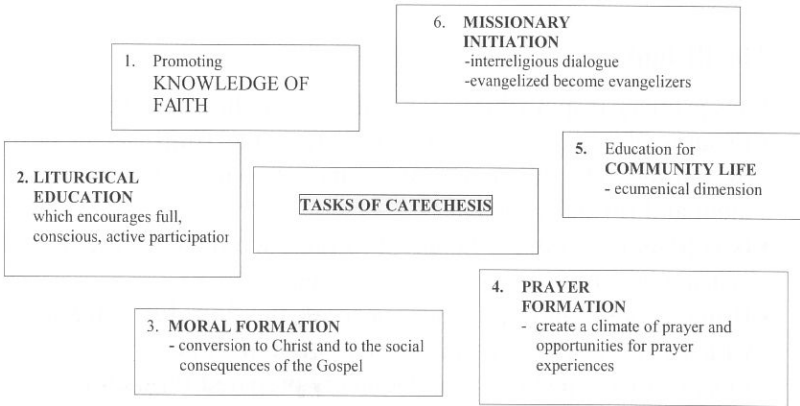 1. Promoting
KNOWLEDGE OF
FAITH
2. LITURGICAL
EDUCATION
which encourages full,
conscious, active participation
3. MORAL FORMATION
- conversion to Christ and to the social
consequences of the Gospel
4. PRAYER
FORMATION
- create a climate of prayer and
opportunities for prayer
experiences
5. Education for
COMMUNITY LIFE
- ecumenical dimension
6. MISSIONARY
INITIATION
-interreligious dialogue
-evangelized become evangelizers
TASKS OF CATECHESIS